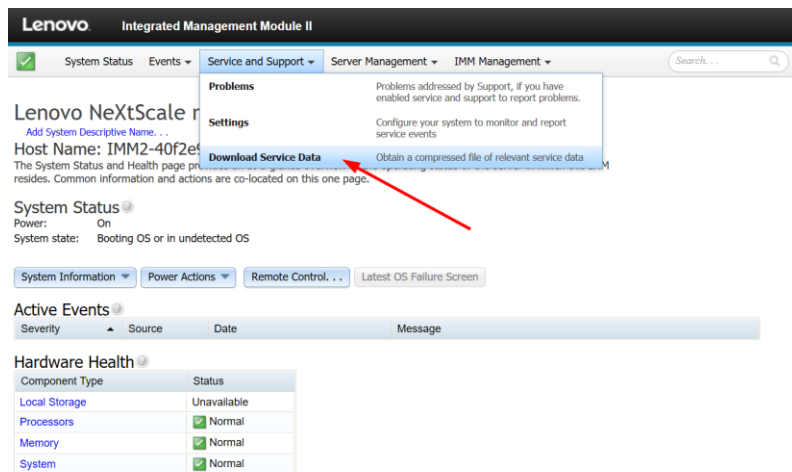 Lenovo. Integrated Management Module II
System Status Events Service and Support Server Management IMM Management Search. . .
Problems Problems addressed by Support, if you have
enabled service and support to report problems.
Settings Configure your system to monitor and report
service events
Download Service Data Obtain a compressed file of relevant service data
Lenovo NeXtScale
Add System Descriptive Name. . .
Host Name: IMM2-40f2e
The System Status and Health page
resides. Common information and actions are co-located on this one page.
System Status
Power: On
System state: Booting OS or in undetected OS
System Information Power Actions Remote Control. . . Latest OS Failure Screen
Active Events
Severity Source Date Message
Hardware Health
Component Type Status
Local Storage Unavailable
Processors Normal
Memory Normal
System Normal